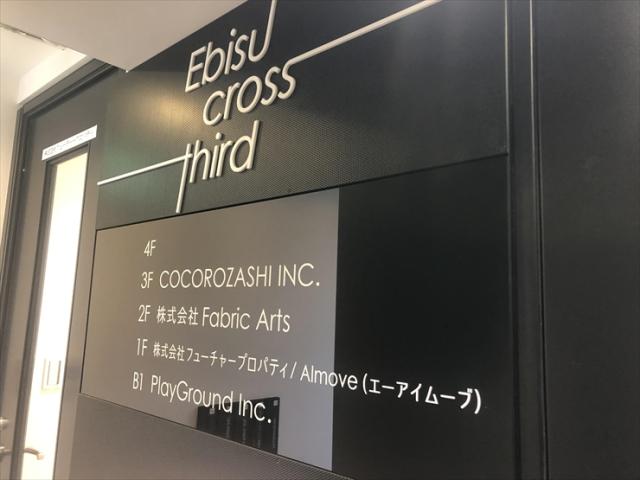 Ebisu
cross
third
4F
3F COCOROZASHI INC.
2F 株式会社 Fabric Arts
1F 株式会社フューチャープロパティ / AImove (エーアイムーブ)
B1 PlayGround Inc.